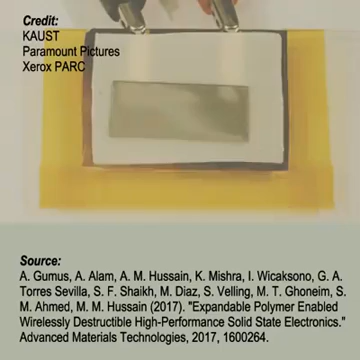 Credit:
KAUST
Paramount Pictures
Xerox PARC
Source:
A. Gumus, A. Alam, A. M. Hussain, K. Mishra, I. Wicaksono, G. A.
Torres Sevilla, S. F. Shaikh, M. Diaz, S. Velling, M. T. Ghoneim, S.
M. Ahmed, M. M. Hussain (2017). "Expandable Polymer Enabled
Wirelessly Destructible High-Performance Solid State Electronics."
Advanced Materials Technologies, 2017, 1600264.